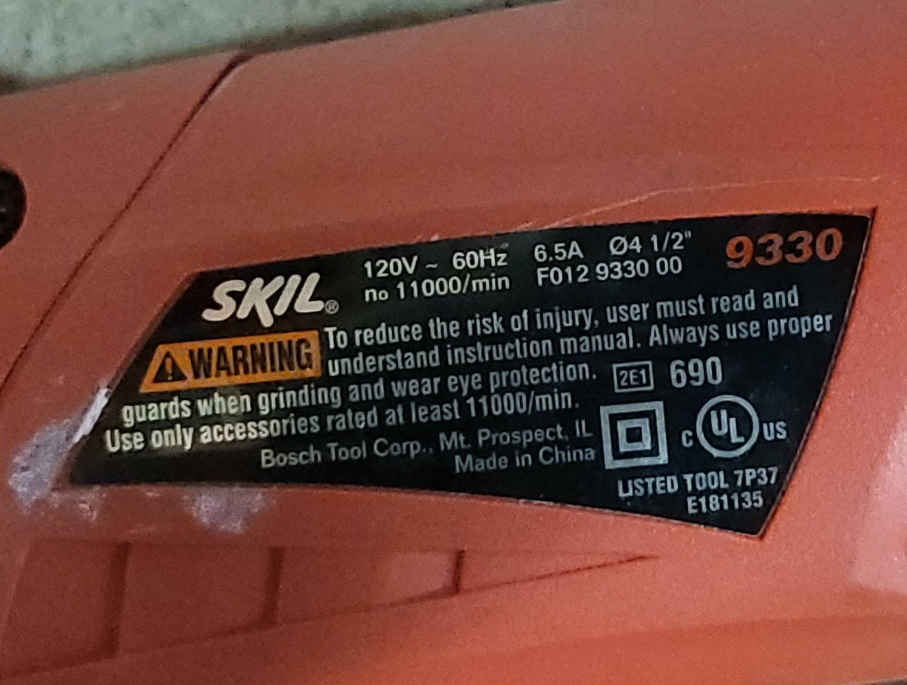 SKIL®
120V ~ 60Hz 6.5A Ø4 1/2"
no 11000/min F012 9330 00
9330
⚠ WARNING
To reduce the risk of injury, user must read and
understand instruction manual. Always use proper
guards when grinding and wear eye protection.
Use only accessories rated at least 11000/min.
2E1 690
Bosch Tool Corp., Mt. Prospect, IL
Made in China
C UL US
LISTED TOOL 7P37
E181135